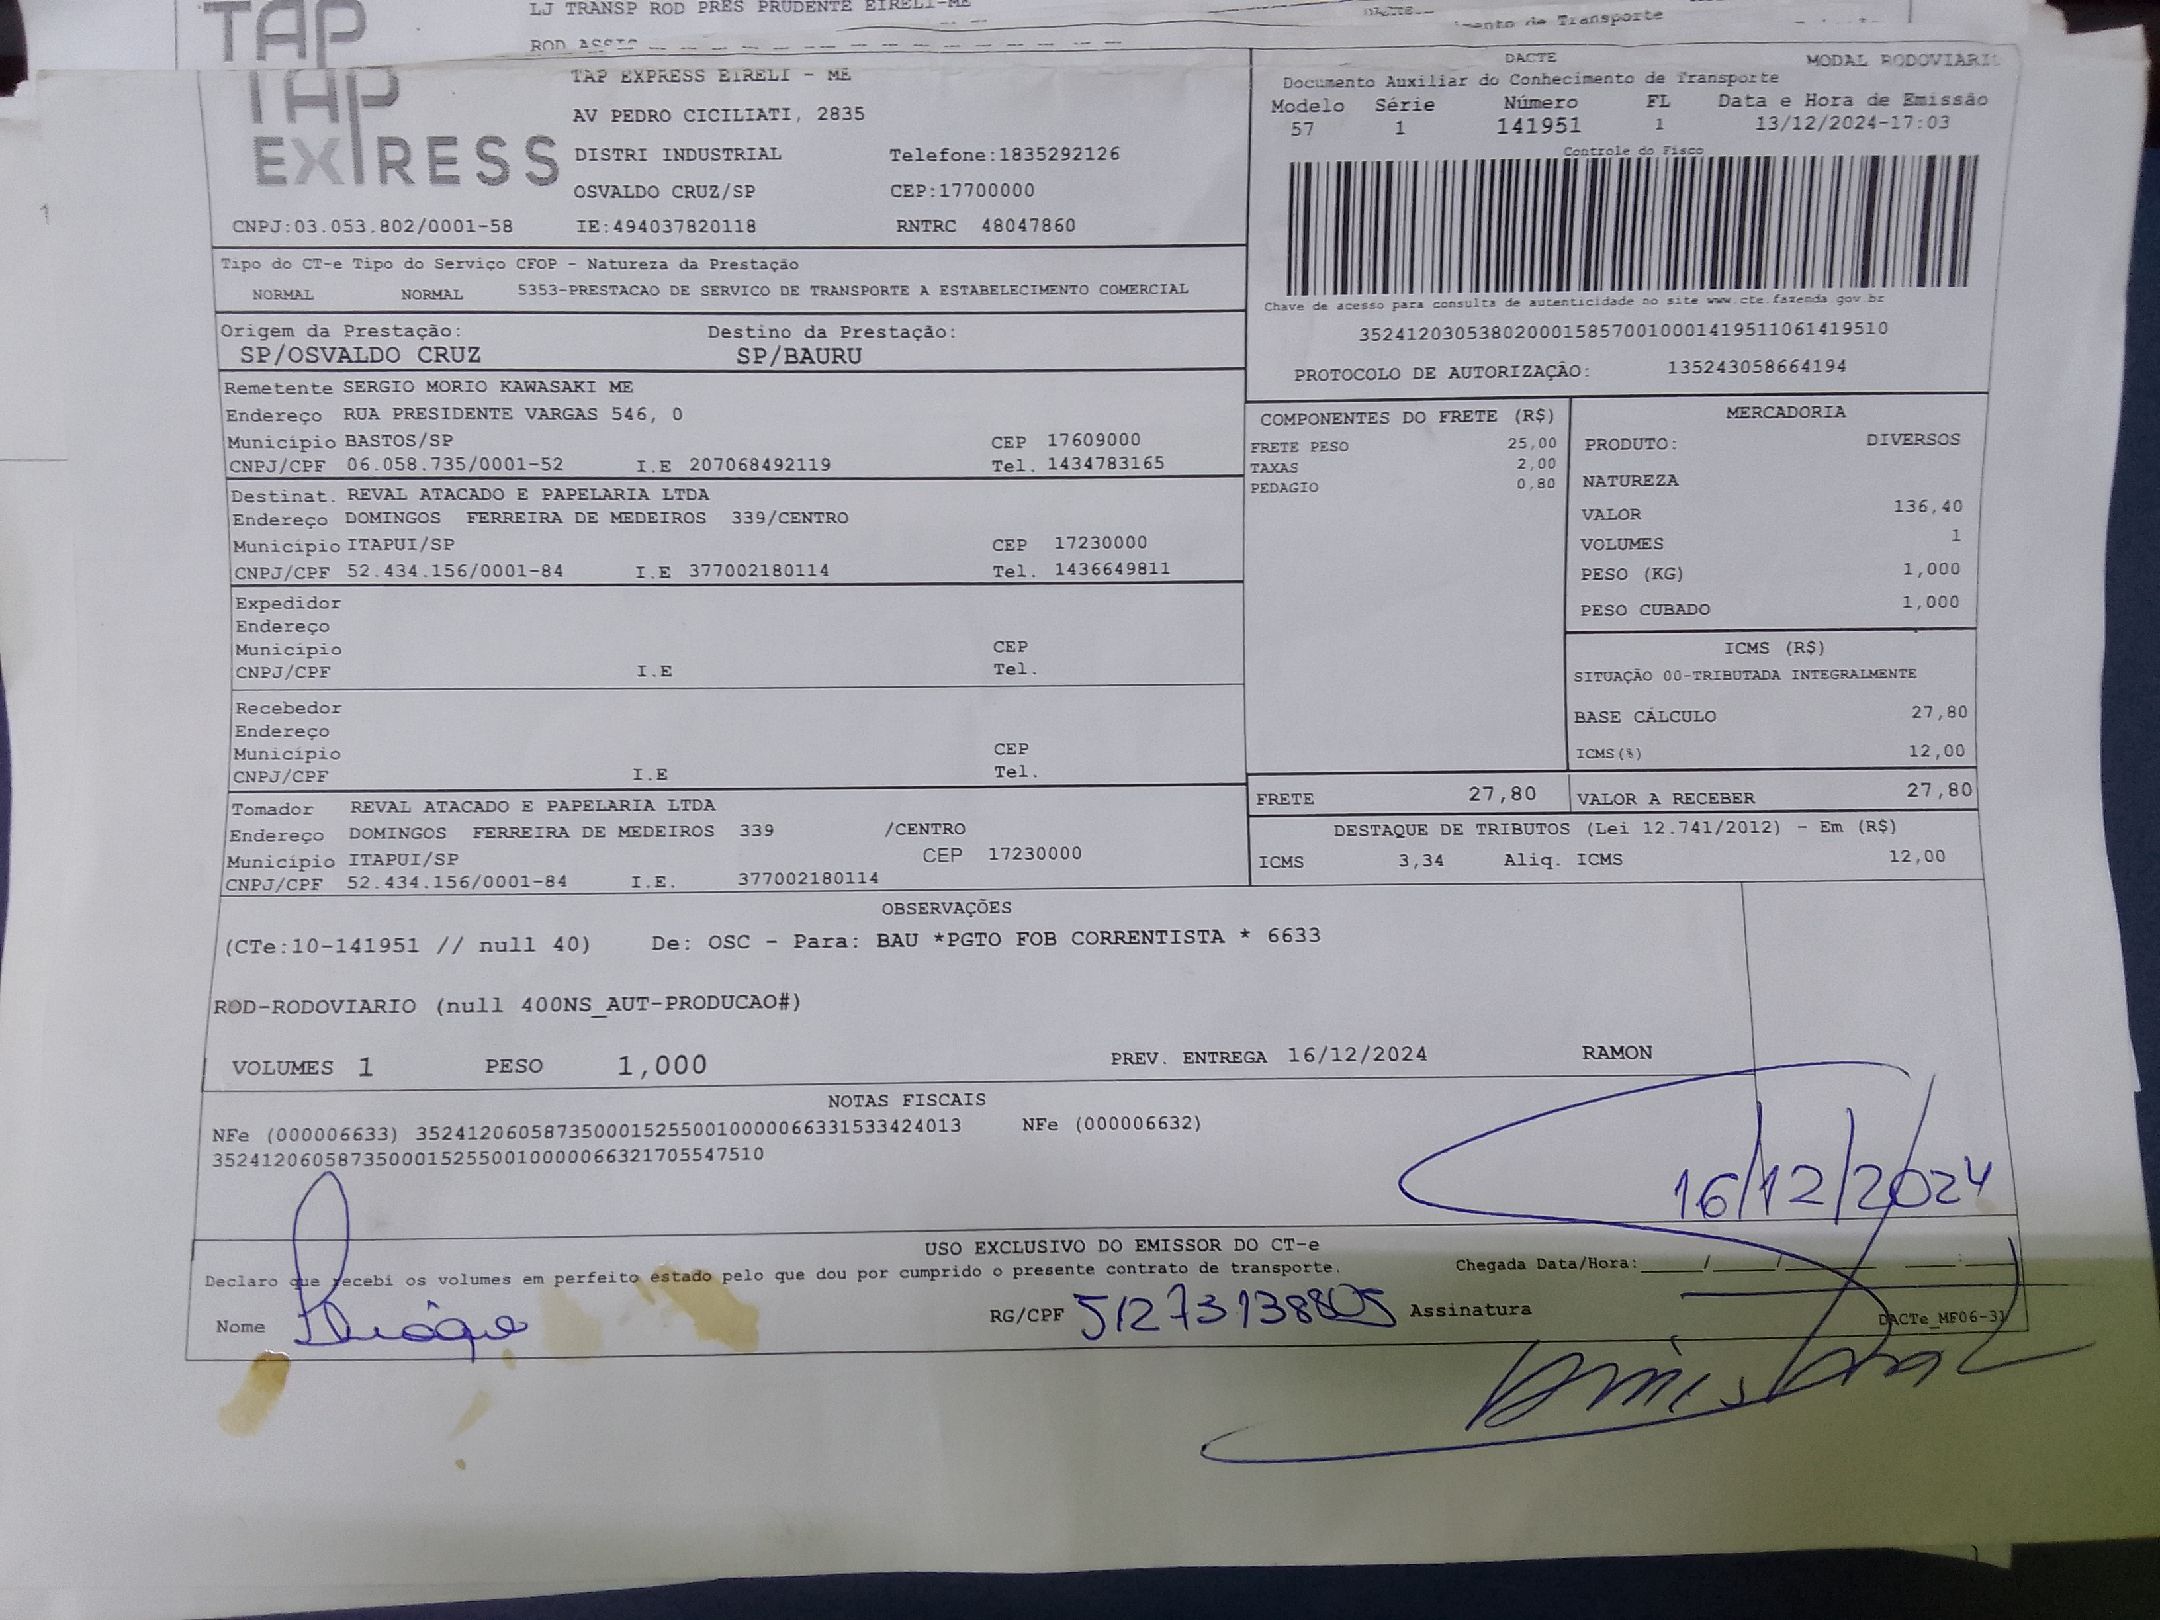 TAP
LJ TRANSP ROD PRES PRUDENTE EIRELI-ME
ROD ASSIS
TAP EXPRESS
TAP EXPRESS EIRELI - ME
AV PEDRO CICILIATI, 2835
DISTRI INDUSTRIAL Telefone:1835292126
OSVALDO CRUZ/SP CEP:17700000
CNPJ:03.053.802/0001-58 IE:494037820118 RNTRC 48047860
DACTE MODAL RODOVIARIO
Documento Auxiliar do Conhecimento de Transporte
Modelo Série Número FL Data e Hora de Emissão
57 1 141951 1 13/12/2024-17:03
Controle do Fisco
Chave de acesso para consulta de autenticidade no site www.cte.fazenda gov.br
35241203053802000158570010001419511061419510
PROTOCOLO DE AUTORIZAÇÃO: 135243058664194
Tipo do CT-e Tipo do Serviço CFOP - Natureza da Prestação
NORMAL NORMAL 5353-PRESTACAO DE SERVICO DE TRANSPORTE A ESTABELECIMENTO COMERCIAL
Origem da Prestação: Destino da Prestação:
SP/OSVALDO CRUZ SP/BAURU
Remetente SERGIO MORIO KAWASAKI ME
Endereço RUA PRESIDENTE VARGAS 546, 0
Município BASTOS/SP CEP 17609000
CNPJ/CPF 06.058.735/0001-52 I.E 207068492119 Tel. 1434783165
Destinat. REVAL ATACADO E PAPELARIA LTDA
Endereço DOMINGOS FERREIRA DE MEDEIROS 339/CENTRO
Município ITAPUI/SP CEP 17230000
CNPJ/CPF 52.434.156/0001-84 I.E 377002180114 Tel. 1436649811
Expedidor
Endereço
Município CEP
CNPJ/CPF I.E Tel.
Recebedor
Endereço
Município CEP
CNPJ/CPF I.E Tel.
Tomador REVAL ATACADO E PAPELARIA LTDA
Endereço DOMINGOS FERREIRA DE MEDEIROS 339 /CENTRO
Município ITAPUI/SP CEP 17230000
CNPJ/CPF 52.434.156/0001-84 I.E. 377002180114
COMPONENTES DO FRETE (R$)
FRETE PESO 25,00
TAXAS 2,00
PEDAGIO 0,80
MERCADORIA
PRODUTO: DIVERSOS
NATUREZA
VALOR 136,40
VOLUMES 1
PESO (KG) 1,000
PESO CUBADO 1,000
ICMS (R$)
SITUAÇÃO 00-TRIBUTADA INTEGRALMENTE
BASE CÁLCULO 27,80
ICMS(%) 12,00
FRETE 27,80 VALOR A RECEBER 27,80
DESTAQUE DE TRIBUTOS (Lei 12.741/2012) - Em (R$)
ICMS 3,34 Aliq. ICMS 12,00
OBSERVAÇÕES
(CTe:10-141951 // null 40) De: OSC - Para: BAU *PGTO FOB CORRENTISTA * 6633
ROD-RODOVIARIO (null 400NS_AUT-PRODUCAO#)
VOLUMES 1 PESO 1,000 PREV. ENTREGA 16/12/2024 RAMON
NOTAS FISCAIS
NFe (000006633) 35241206058735000152550010000066331533424013 NFe (000006632)
35241206058735000152550010000066321705547510
16/12/2024
USO EXCLUSIVO DO EMISSOR DO CT-e
Declaro que recebi os volumes em perfeito estado pelo que dou por cumprido o presente contrato de transporte. Chegada Data/Hora:____/____/______ ____:____
Nome RG/CPF 51273138805 Assinatura
DACTe_MF06-31